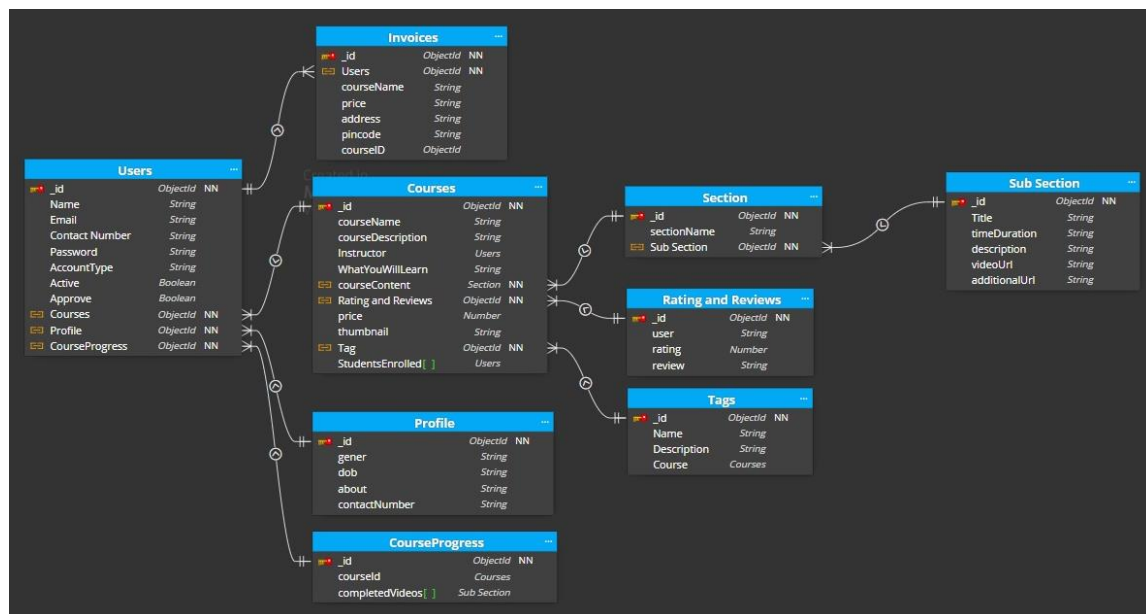 Invoices ...
_id ObjectId NN
Users ObjectId NN
courseName String
price String
address String
pincode String
courseID ObjectId
Users ...
_id ObjectId NN
Name String
Email String
Contact Number String
Password String
AccountType String
Active Boolean
Approve Boolean
Courses ObjectId NN
Profile ObjectId NN
CourseProgress ObjectId NN
Created in
Courses ...
_id ObjectId NN
courseName String
courseDescription String
Instructor Users
WhatYouWillLearn String
courseContent Section NN
Rating and Reviews ObjectId NN
price Number
thumbnail String
Tag ObjectId NN
StudentsEnrolled[ ] Users
Section ...
_id ObjectId NN
sectionName String
Sub Section ObjectId NN
Sub Section ...
_id ObjectId NN
Title String
timeDuration String
description String
videoUrl String
additionalUrl String
Rating and Reviews ...
_id ObjectId NN
user String
rating Number
review String
Tags ...
_id ObjectId NN
Name String
Description String
Course Courses
Profile ...
_id ObjectId NN
gener String
dob String
about String
contactNumber String
CourseProgress ...
_id ObjectId NN
courseId Courses
completedVideos[ ] Sub Section